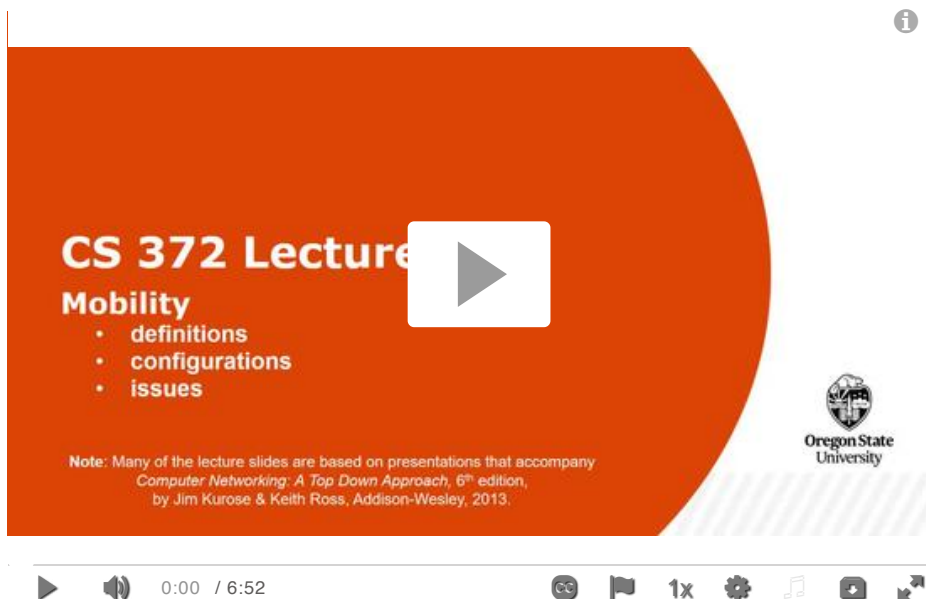 CS 372 Lecture
Mobility
• definitions
• configurations
• issues
Oregon State
University
Note: Many of the lecture slides are based on presentations that accompany
Computer Networking: A Top Down Approach, 6th edition,
by Jim Kurose & Keith Ross, Addison-Wesley, 2013.
0:00 / 6:52
CC
1x